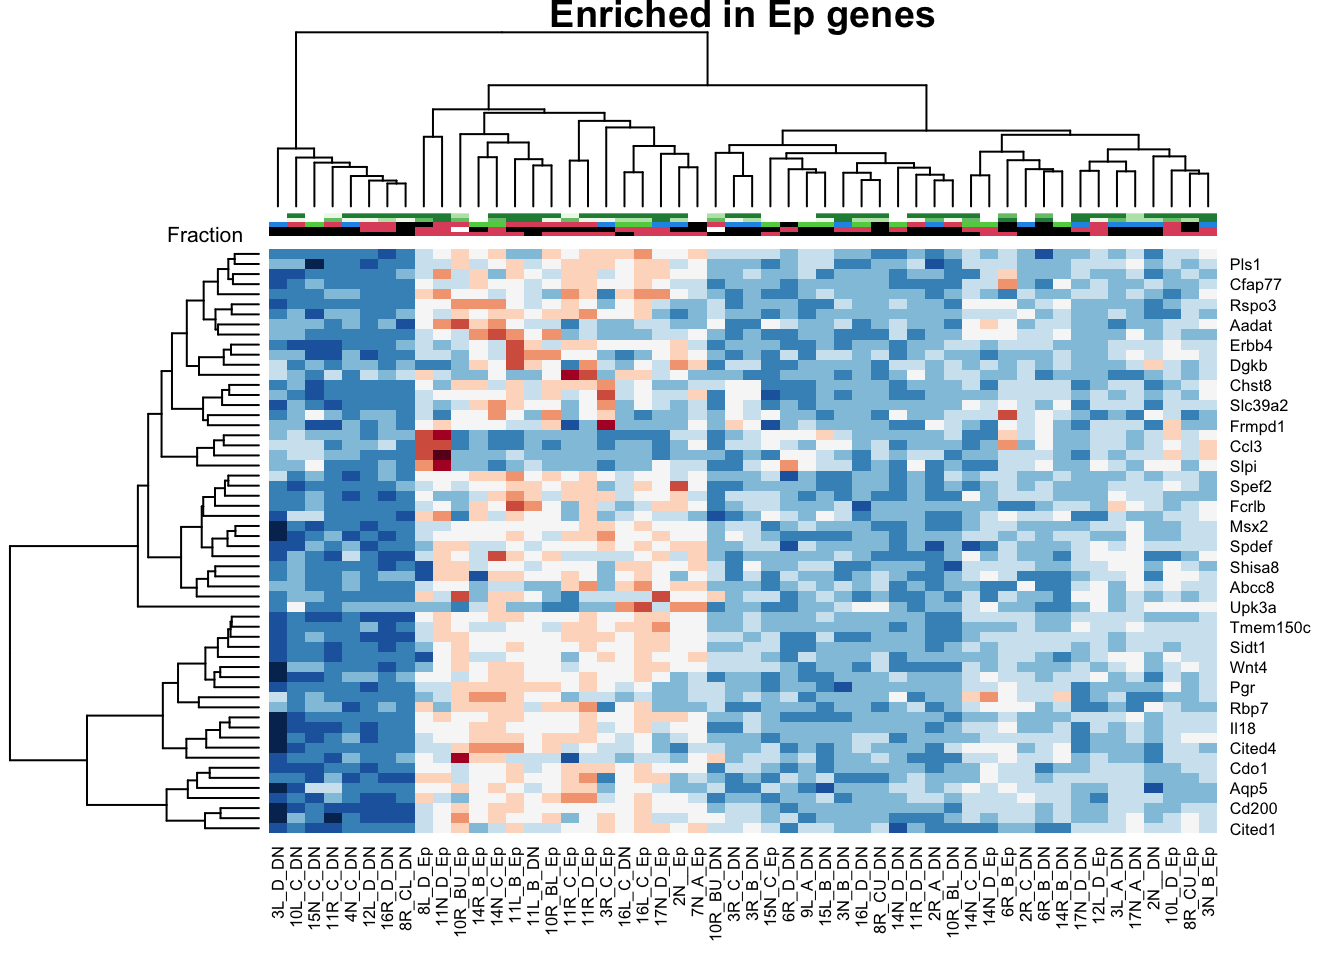 Enriched in Ep genes
Fraction
Pls1
Cfap77
Rspo3
Aadat
Erbb4
Dgkb
Chst8
Slc39a2
Frmpd1
Ccl3
Slpi
Spef2
Fcrlb
Msx2
Spdef
Shisa8
Abcc8
Upk3a
Tmem150c
Sidt1
Wnt4
Pgr
Rbp7
Il18
Cited4
Cdo1
Aqp5
Cd200
Cited1
3L_D_DN
10L_C_DN
15N_C_DN
11R_C_DN
4N_C_DN
12L_D_DN
16R_D_DN
8R_CL_DN
8L_D_Ep
11N_D_Ep
10R_BU_Ep
14R_B_Ep
14N_C_Ep
11L_B_Ep
11L_B_DN
10R_BL_Ep
11R_C_Ep
11R_D_Ep
3R_C_Ep
16L_C_DN
16L_C_Ep
17N_D_Ep
2N__Ep
7N_A_Ep
10R_BU_DN
3R_C_DN
3R_B_DN
15N_C_Ep
6R_D_DN
9L_A_DN
15L_B_DN
3N_B_DN
16L_D_DN
8R_CU_DN
14N_D_DN
11R_D_DN
2R_A_DN
10R_BL_DN
14N_C_DN
14N_D_Ep
6R_B_Ep
2R_C_DN
6R_B_DN
14R_B_DN
17N_D_DN
12L_D_Ep
3L_A_DN
17N_A_DN
2N__DN
10L_D_Ep
8R_CU_Ep
3N_B_Ep